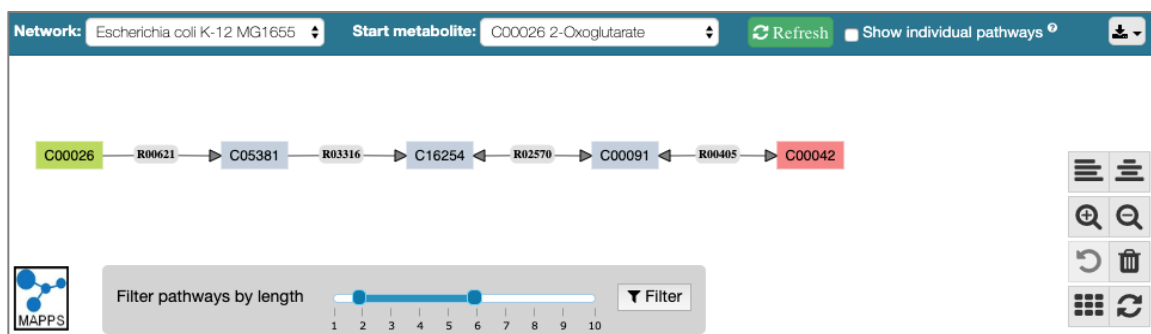 Network: Escherichia coli K-12 MG1655 Start metabolite: C00026 2-Oxoglutarate Refresh Show individual pathways ?
C00026 R00621 C05381 R03316 C16254 R02570 C00091 R00405 C00042
Filter pathways by length Filter
1 2 3 4 5 6 7 8 9 10
MAPPS